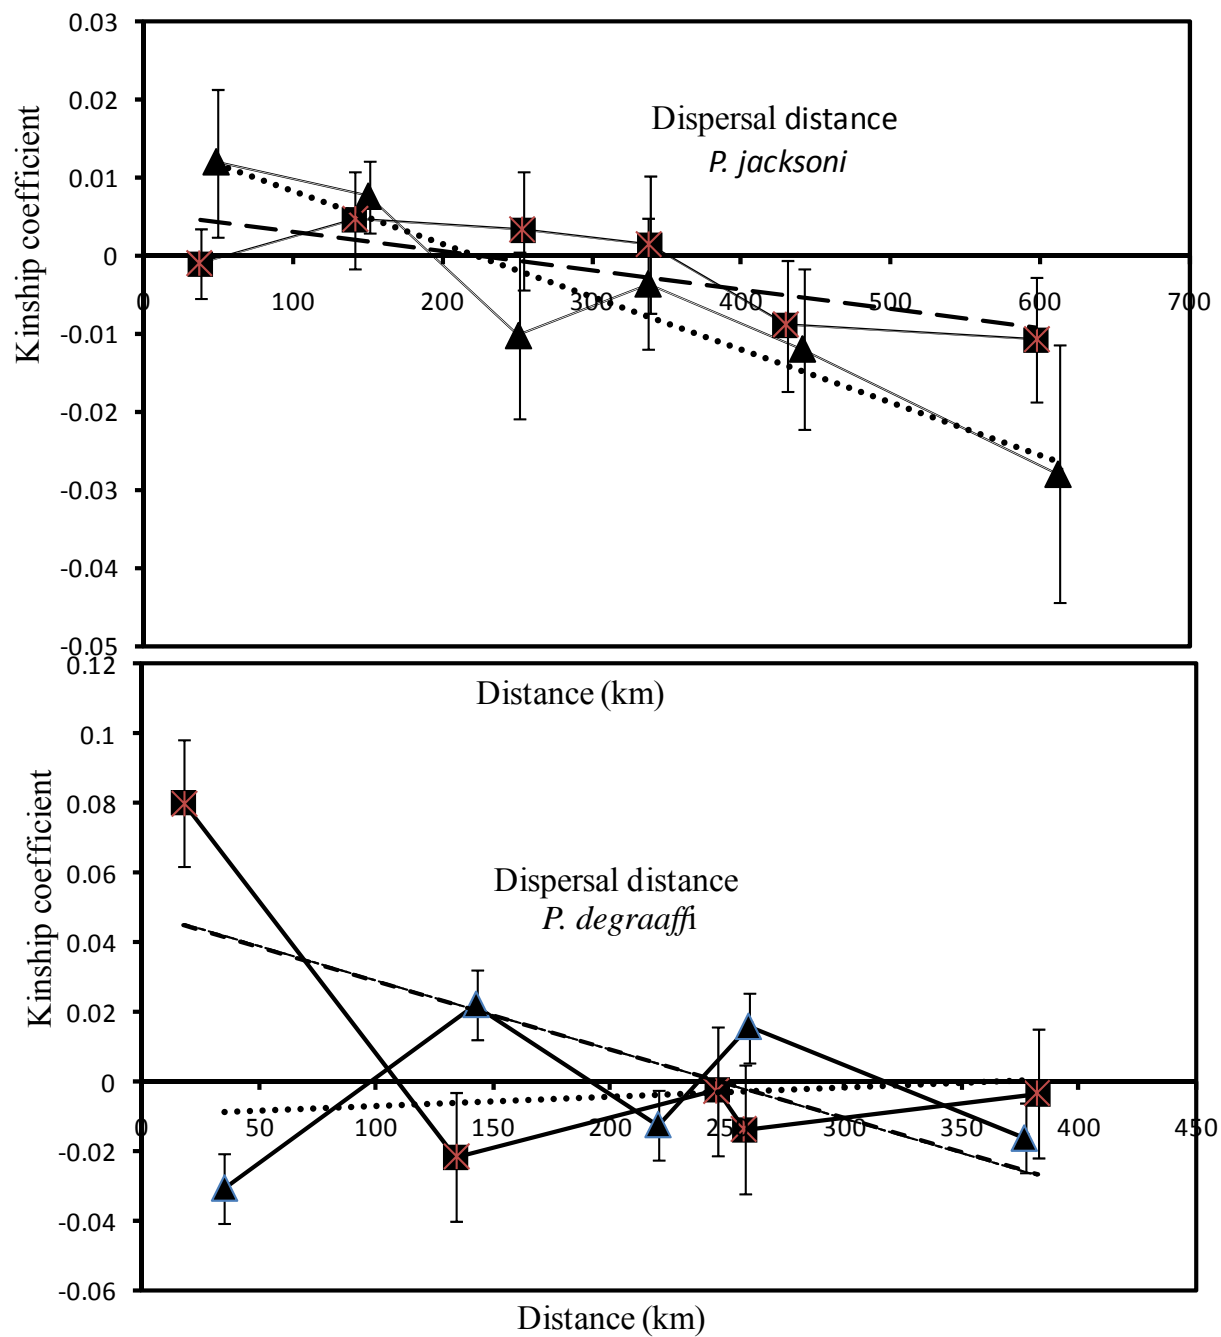 0.03
0.02
0.01
0
-0.01
-0.02
-0.03
-0.04
-0.05
Kinship coefficient
Dispersal distance
P. jacksoni
0 100 200 300 400 500 600 700
Distance (km)
0.12
0.1
0.08
0.06
0.04
0.02
0
-0.02
-0.04
-0.06
Kinship coefficient
Dispersal distance
P. degraaffi
0 50 100 150 200 250 300 350 400 450
Distance (km)